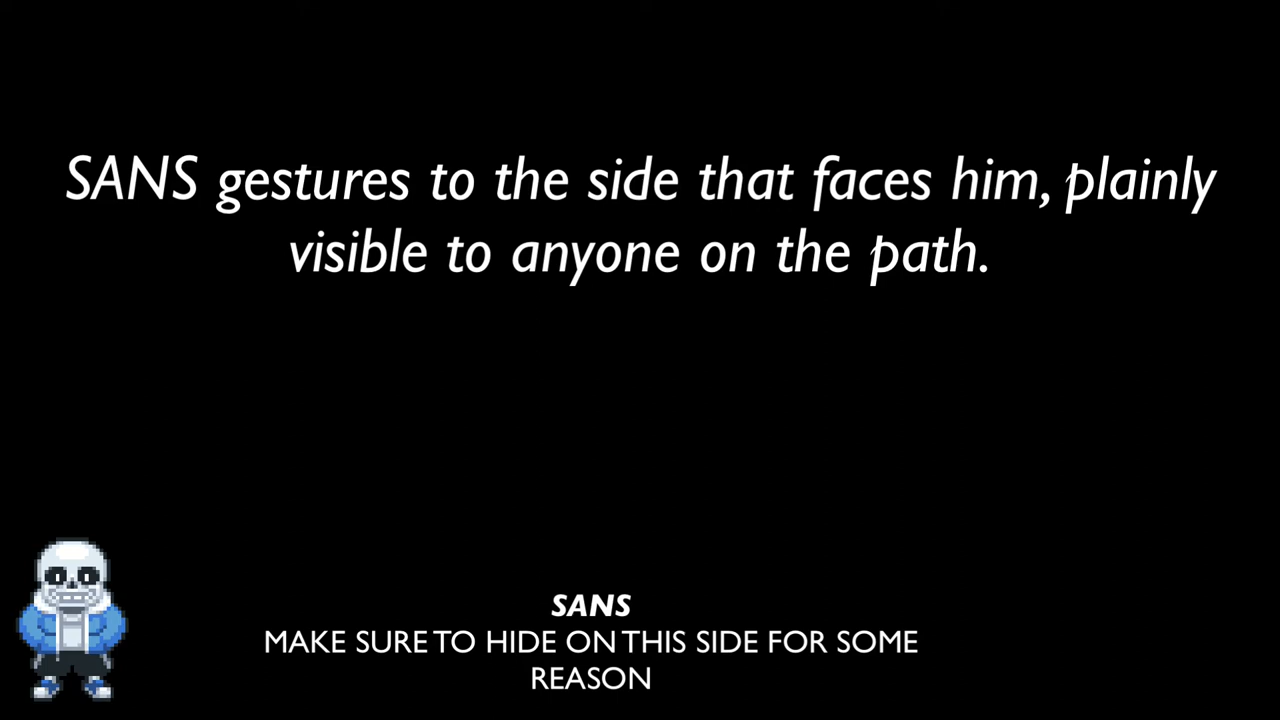 SANS gestures to the side that faces him, plainly
visible to anyone on the path.
SANS
MAKE SURE TO HIDE ON THIS SIDE FOR SOME
REASON